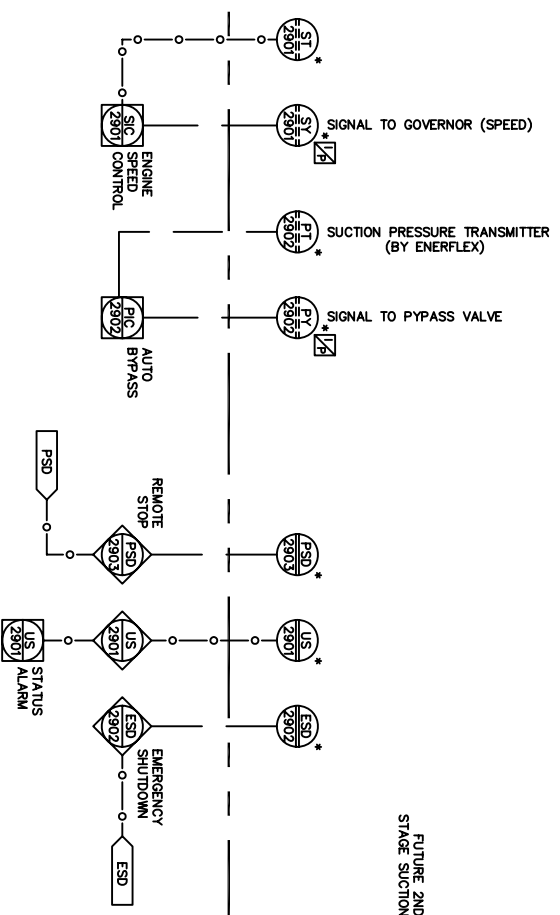 ST
2901
*
SIC
2901
ENGINE
SPEED
CONTROL
SY
2901
*
I/P
SIGNAL TO GOVERNOR (SPEED)
PT
2902
*
SUCTION PRESSURE TRANSMITTER
(BY ENERFLEX)
PIC
2902
AUTO
BYPASS
PY
2902
*
I/P
SIGNAL TO PYPASS VALVE
PSD
REMOTE
STOP
PSD
2903
PSD
2903
*
US
2901
STATUS
ALARM
US
2901
US
2901
*
ESD
2902
EMERGENCY
SHUTDOWN
ESD
2902
*
ESD
FUTURE 2ND
STAGE SUCTION